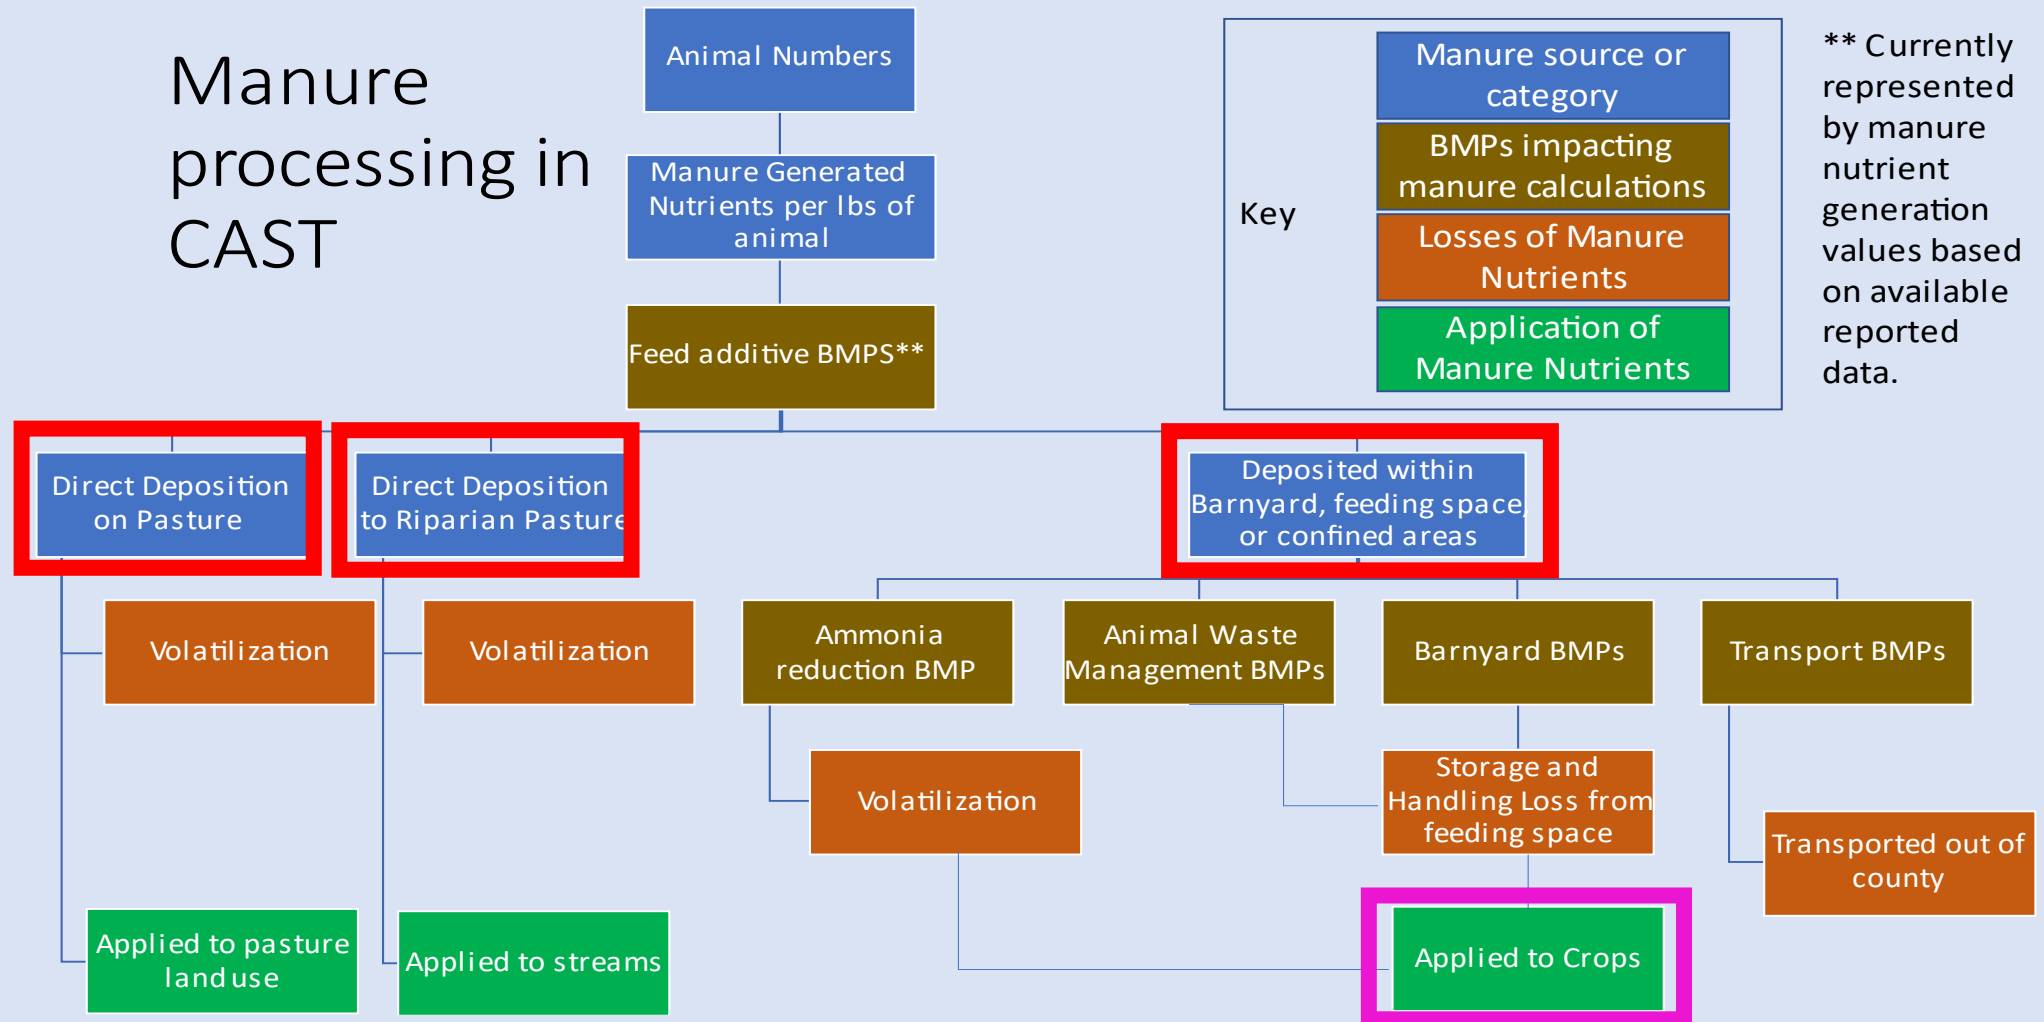 Manure
processing in
CAST
Animal Numbers
Manure Generated
Nutrients per lbs of
animal
Feed additive BMPS**
Key
Manure source or
category
BMPs impacting
manure calculations
Losses of Manure
Nutrients
Application of
Manure Nutrients
** Currently
represented
by manure
nutrient
generation
values based
on available
reported
data.
Direct Deposition
on Pasture
Direct Deposition
to Riparian Pasture
Deposited within
Barnyard, feeding space,
or confined areas
Volatilization
Volatilization
Ammonia
reduction BMP
Animal Waste
Management BMPs
Barnyard BMPs
Transport BMPs
Volatilization
Storage and
Handling Loss from
feeding space
Transported out of
county
Applied to pasture
land use
Applied to streams
Applied to Crops